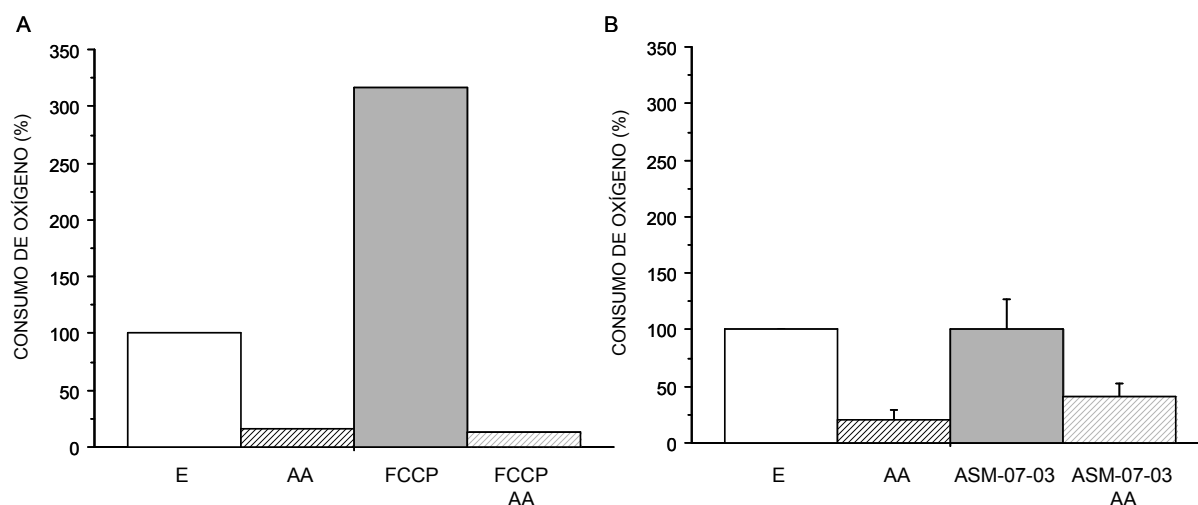 A
CONSUMO DE OXÍGENO (%)
350
300
250
200
150
100
50
0
E
AA
FCCP
FCCP
AA
B
CONSUMO DE OXÍGENO (%)
350
300
250
200
150
100
50
0
E
AA
ASM-07-03
ASM-07-03
AA